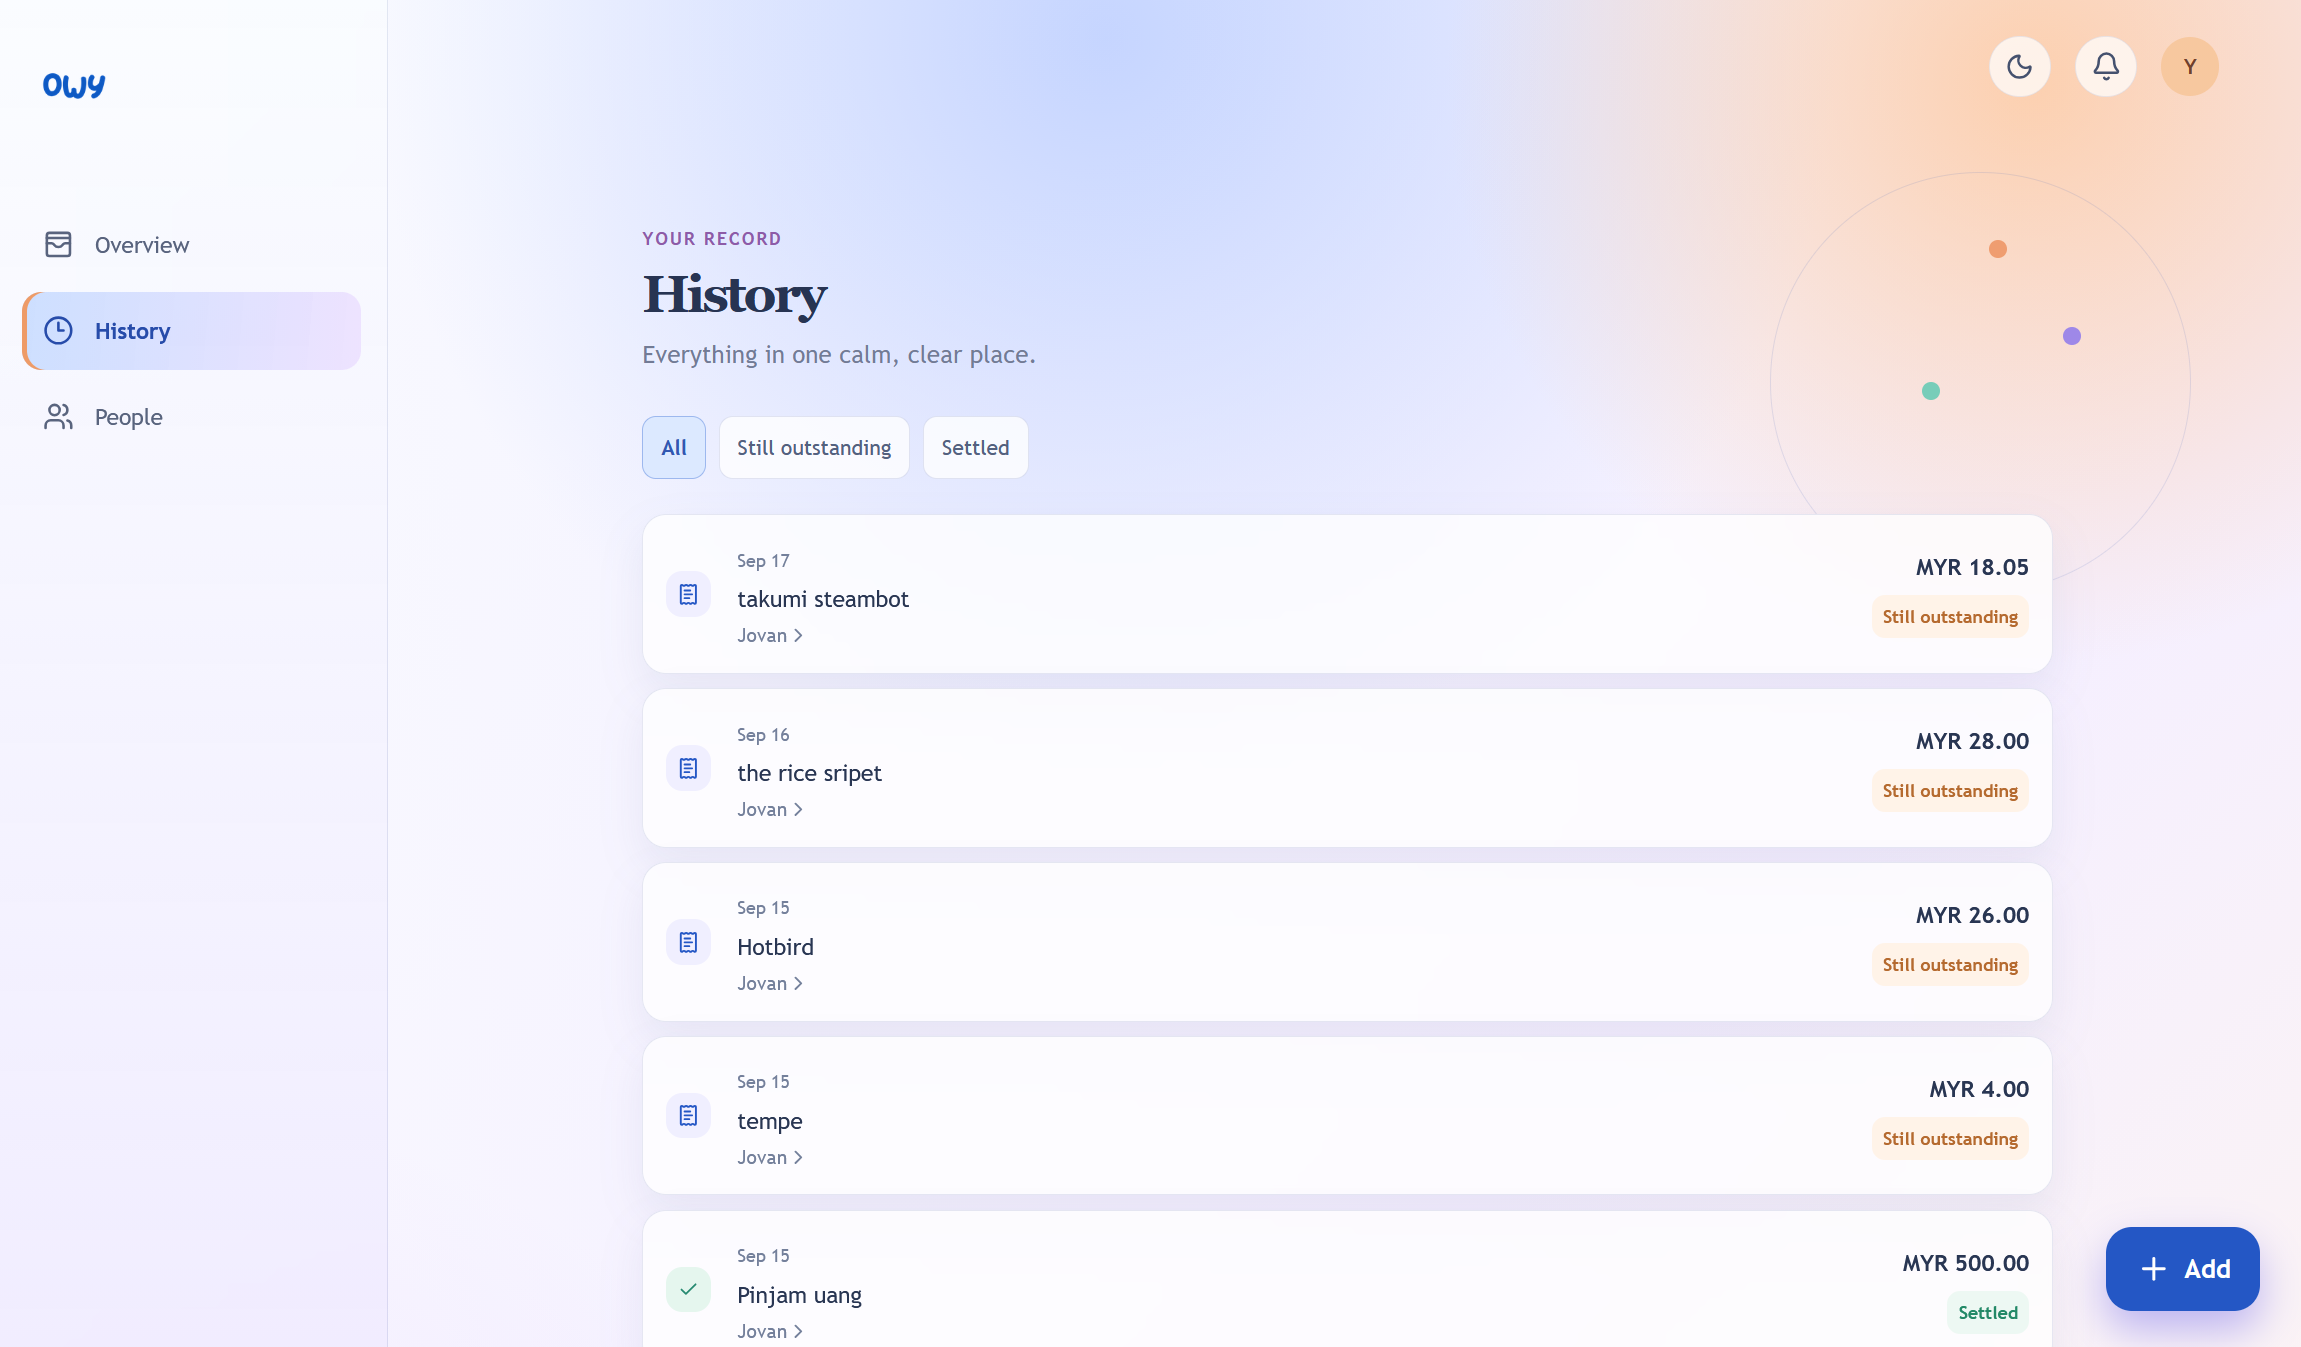 owy
Y
Overview
History
People
YOUR RECORD
History
Everything in one calm, clear place.
All
Still outstanding
Settled
Sep 17
takumi steambot
Jovan
MYR 18.05
Still outstanding
Sep 16
the rice sripet
Jovan
MYR 28.00
Still outstanding
Sep 15
Hotbird
Jovan
MYR 26.00
Still outstanding
Sep 15
tempe
Jovan
MYR 4.00
Still outstanding
Sep 15
Pinjam uang
Jovan
MYR 500.00
Settled
Add